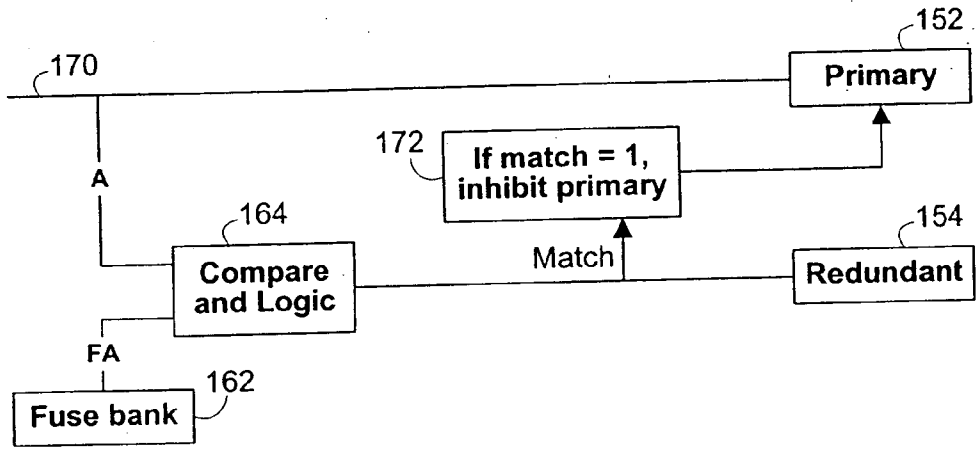 152
170
Primary
172
If match = 1,
inhibit primary
A
164
154
Match
Compare
and Logic
Redundant
FA
162
Fuse bank